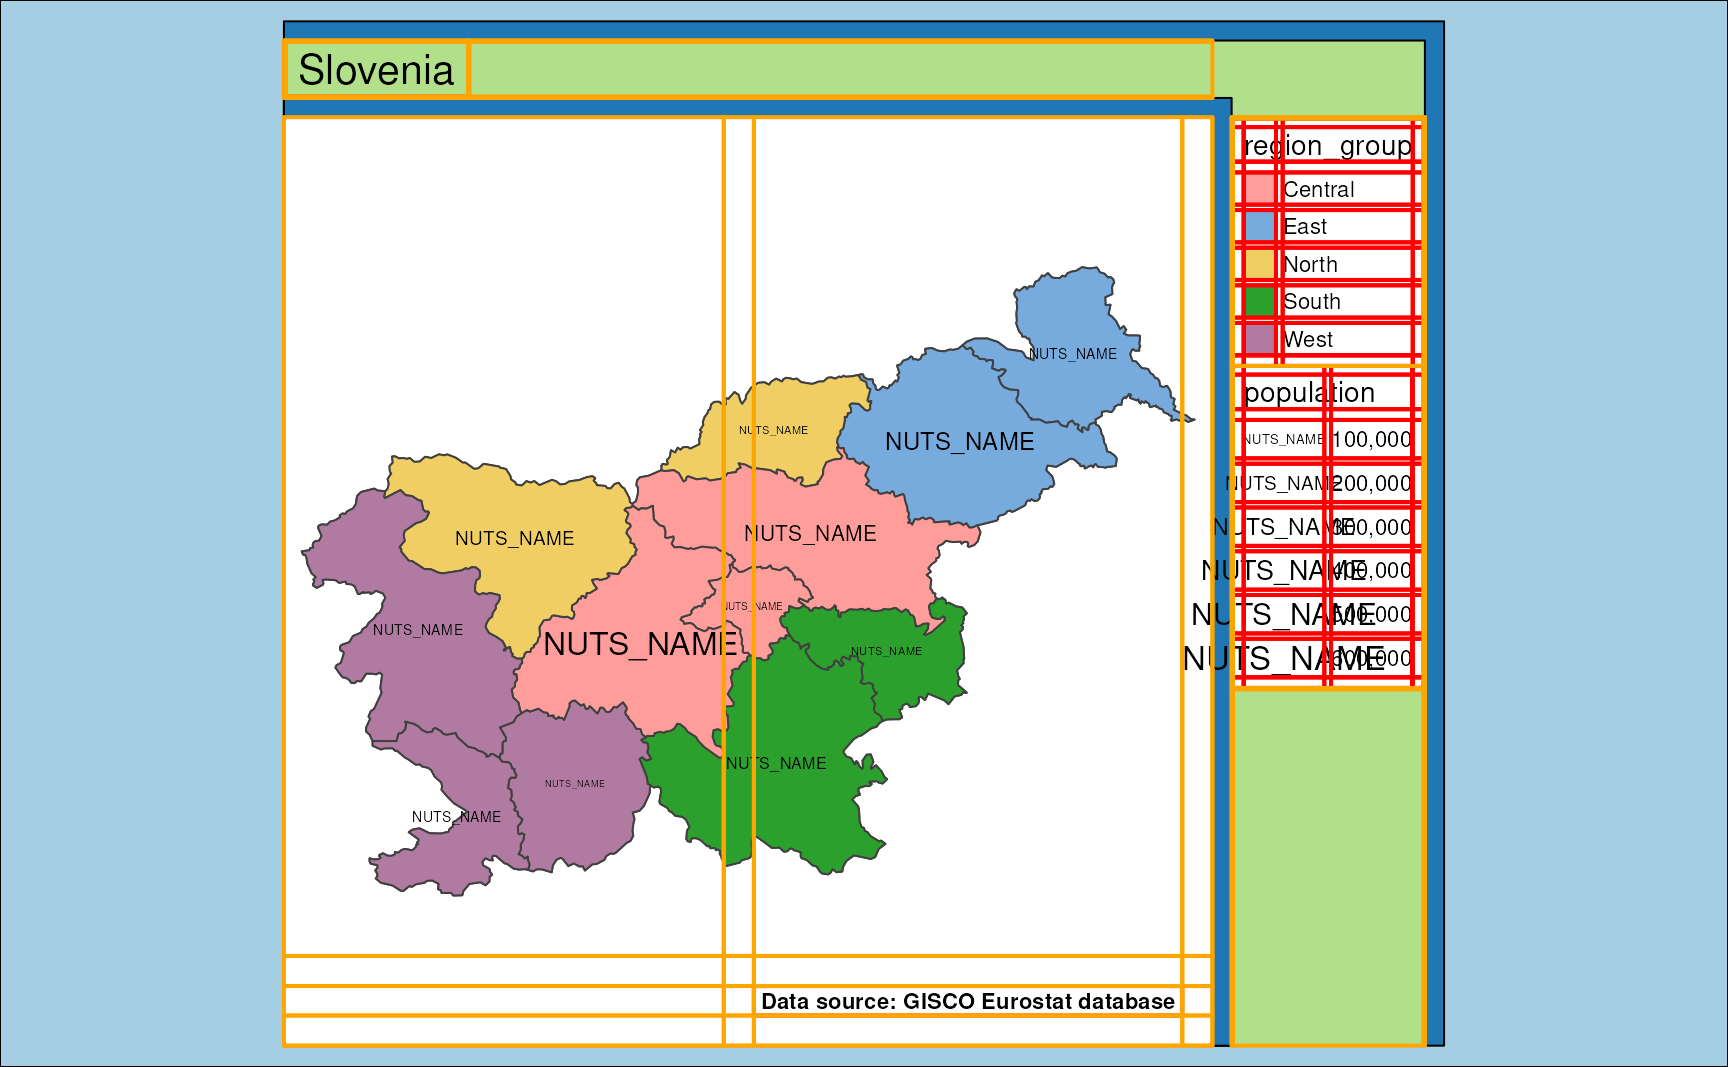 Slovenia
region_group
Central
East
North
South
West
population
NUTS_NAME 100,000
NUTS_NAME 200,000
NUTS_NAME 300,000
NUTS_NAME 400,000
NUTS_NAME 500,000
NUTS_NAME 600,000
NUTS_NAME
NUTS_NAME
NUTS_NAME
NUTS_NAME
NUTS_NAME
NUTS_NAME
NUTS_NAME
NUTS_NAME
NUTS_NAME
NUTS_NAME
NUTS_NAME
NUTS_NAME
Data source: GISCO Eurostat database